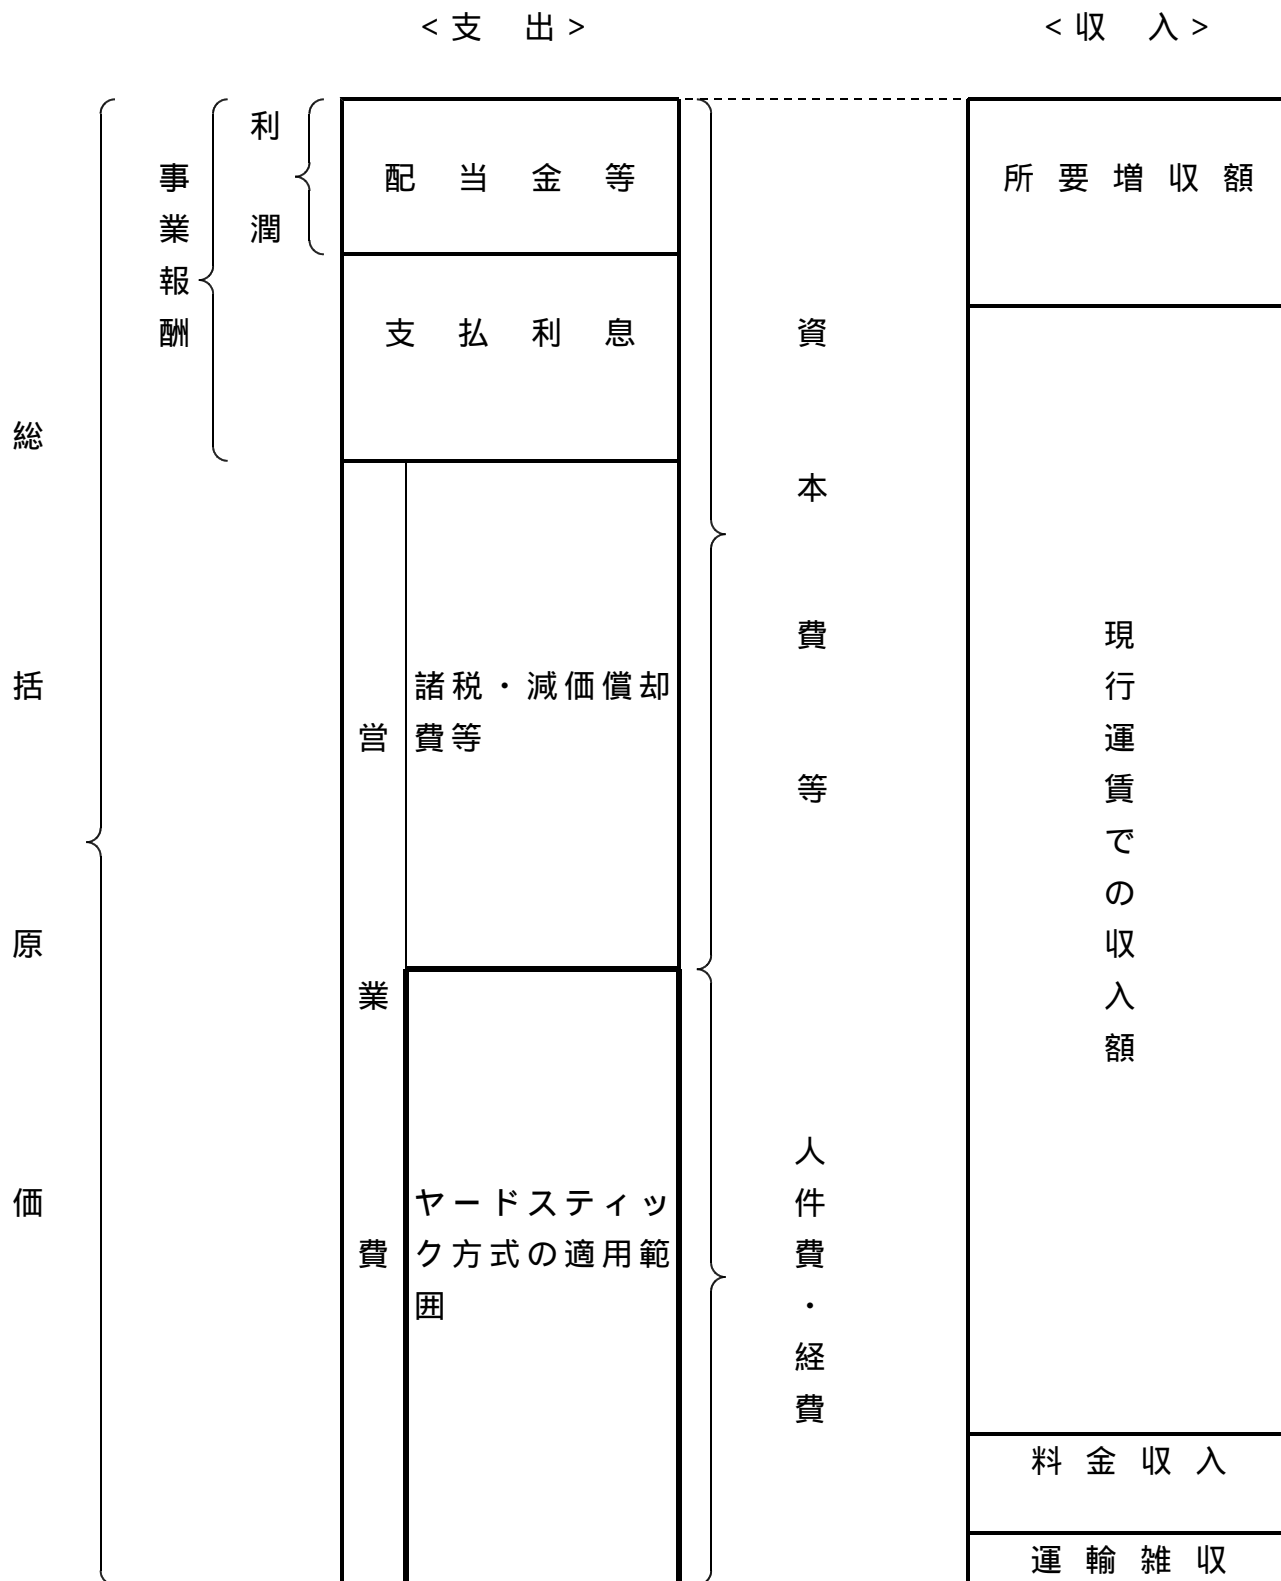 ＜支　出＞
＜収　入＞
総括原価
事業報酬
利潤
配当金等
支払利息
営業費
諸税・減価償却
費等
ヤードスティッ
ク方式の適用範
囲
資本費等
人件費・経費
所要増収額
現行運賃での収入額
料金収入
運輸雑収